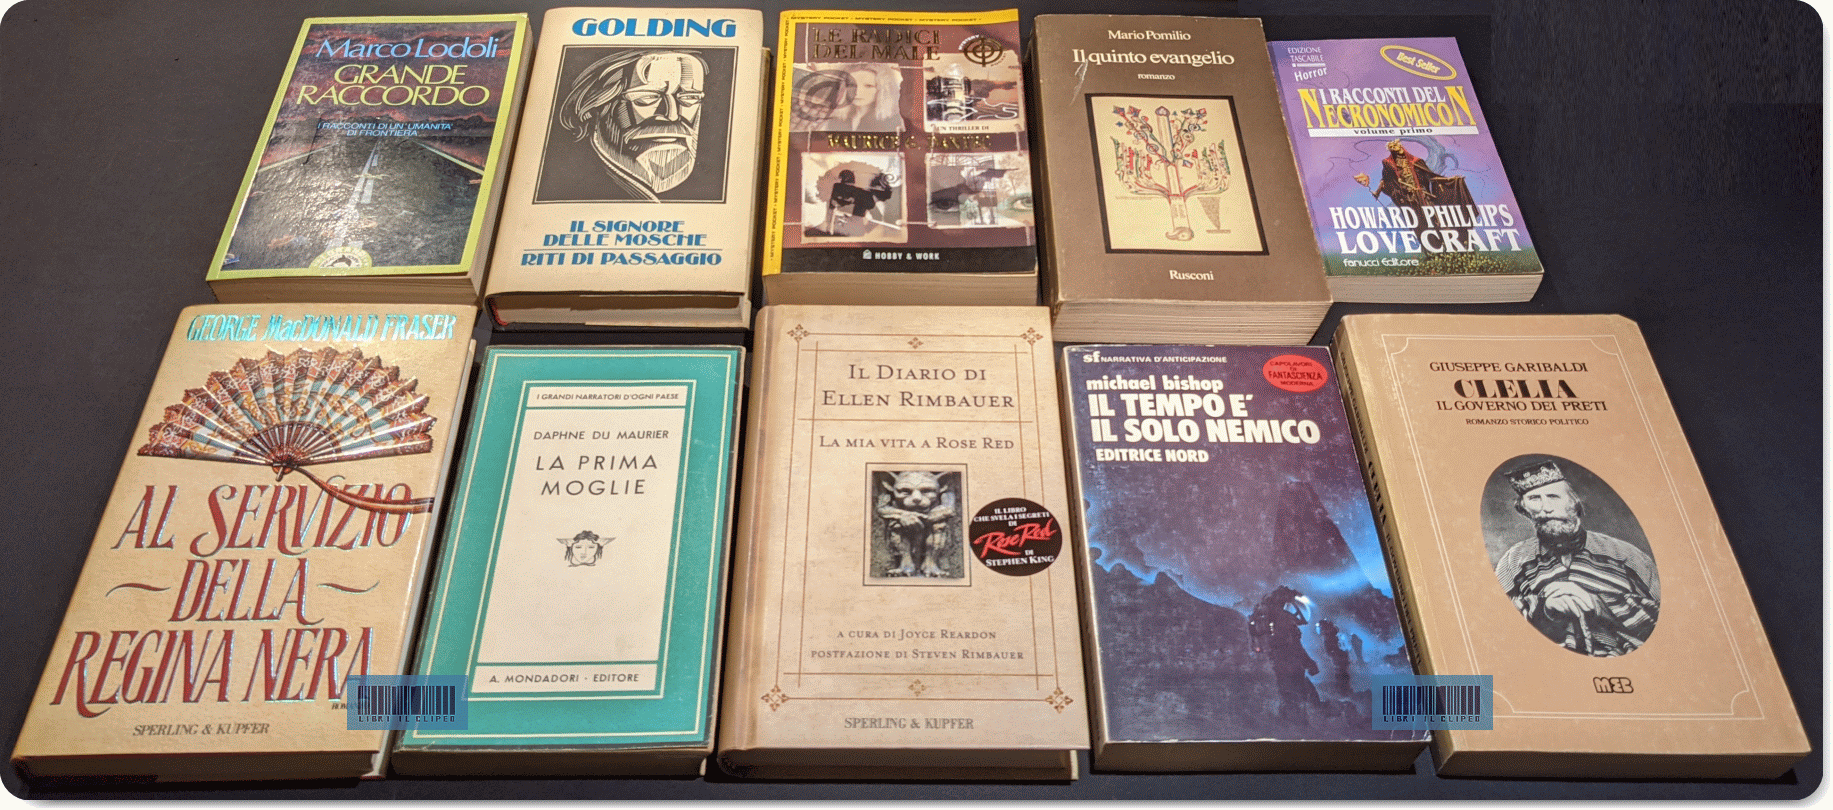 Marco Lodoli
GRANDE
RACCORDO
I RACCONTI DI UN'UMANITA'
DI FRONTIERA
GOLDING
IL SIGNORE
DELLE MOSCHE
RITI DI PASSAGGIO
MYSTERY POCKET • MYSTERY POCKET • MYSTERY POCKET
LE RADICI
DEL MALE
UN THRILLER DI
MAURICE G. DANTEC
HOBBY & WORK
Mario Pomilio
Il quinto evangelio
romanzo
Rusconi
EDIZIONE
TASCABILE
Horror
Best Seller
I RACCONTI DEL
NECRONOMICON
volume primo
HOWARD PHILLIPS
LOVECRAFT
Fanucci Editore
GEORGE MacDONALD FRASER
AL SERVIZIO
DELLA
REGINA NERA
SPERLING & KUPFER
LIBRI IL CLIPEO
I GRANDI NARRATORI D'OGNI PAESE
DAPHNE DU MAURIER
LA PRIMA
MOGLIE
A. MONDADORI • EDITORE
IL DIARIO DI
ELLEN RIMBAUER
LA MIA VITA A ROSE RED
IL LIBRO
CHE SVELA I SEGRETI
DI
Rose Red
DI
STEPHEN KING
A CURA DI JOYCE REARDON
POSTFAZIONE DI STEVEN RIMBAUER
SPERLING & KUPFER
sf NARRATIVA D'ANTICIPAZIONE
CAPOLAVORI
DI
FANTASCIENZA
MODERNA
michael bishop
IL TEMPO E'
IL SOLO NEMICO
EDITRICE NORD
LIBRI IL CLIPEO
GIUSEPPE GARIBALDI
CLELIA
IL GOVERNO DEI PRETI
ROMANZO STORICO POLITICO
MEB